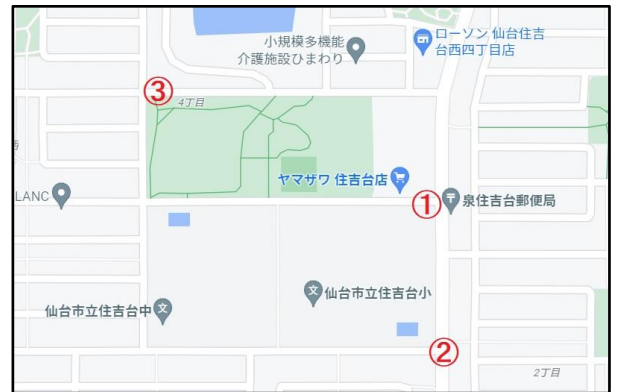 小規模多機能
介護施設ひまわり
ローソン 仙台住吉
台西四丁目店
③
4丁目
ヤマザワ 住吉台店
①
泉住吉台郵便局
LANC
仙台市立住吉台小
仙台市立住吉台中
②
2丁目